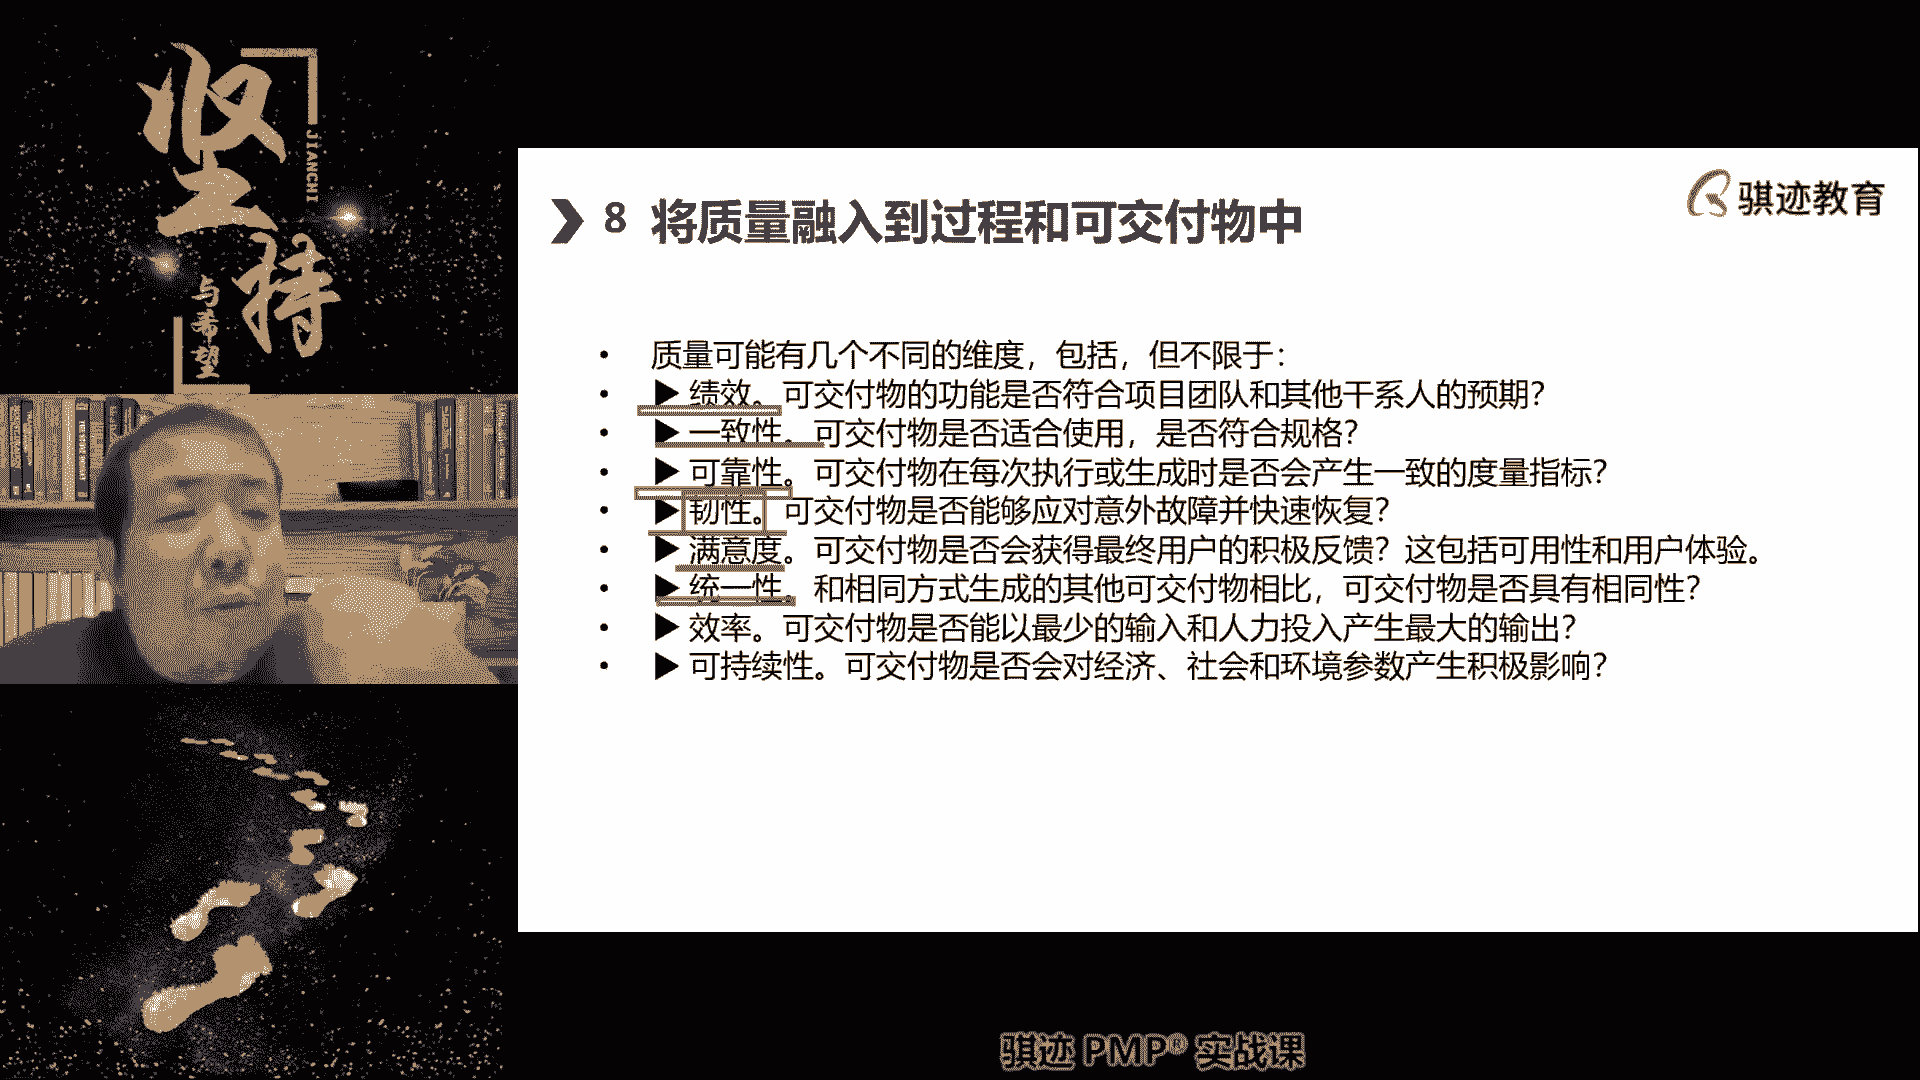 坚持
JIANCHI
与希望
骐迹教育
8 将质量融入到过程和可交付物中
• 质量可能有几个不同的维度，包括，但不限于：
• ▶ 绩效。可交付物的功能是否符合项目团队和其他干系人的预期？
• ▶ 一致性。可交付物是否适合使用，是否符合规格？
• ▶ 可靠性。可交付物在每次执行或生成时是否会产生一致的度量指标？
• ▶ 韧性。可交付物是否能够应对意外故障并快速恢复？
• ▶ 满意度。可交付物是否会获得最终用户的积极反馈？这包括可用性和用户体验。
• ▶ 统一性。和相同方式生成的其他可交付物相比，可交付物是否具有相同性？
• ▶ 效率。可交付物是否能以最少的输入和人力投入产生最大的输出？
• ▶ 可持续性。可交付物是否会对经济、社会和环境参数产生积极影响？
骐迹 PMP® 实战课